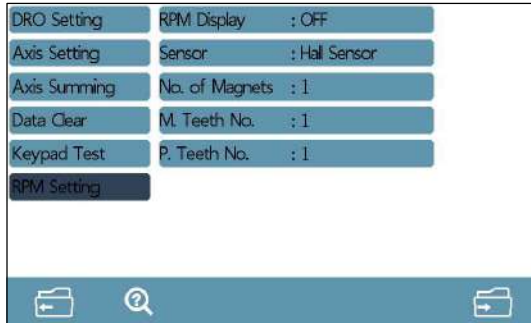 DRO Setting
RPM Display : OFF
Axis Setting
Sensor : Hall Sensor
Axis Summing
No. of Magnets : 1
Data Clear
M. Teeth No. : 1
Keypad Test
P. Teeth No. : 1
RPM Setting